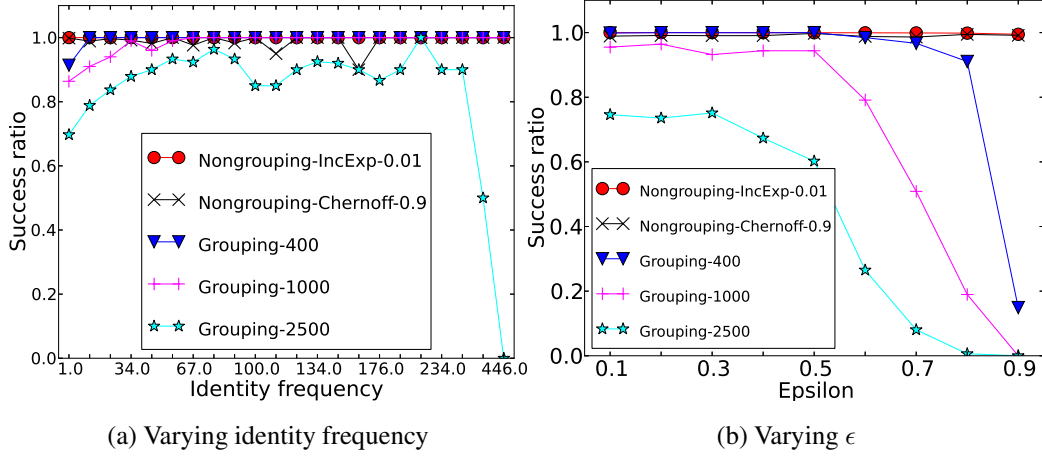 Success ratio
1.0
0.8
0.6
0.4
0.2
0.0
Nongrouping-IncExp-0.01
Nongrouping-Chernoff-0.9
Grouping-400
Grouping-1000
Grouping-2500
1.0 34.0 67.0 100.0 134.0 176.0 234.0 446.0
Identity frequency
(a) Varying identity frequency
Success ratio
1.0
0.8
0.6
0.4
0.2
0.0
Nongrouping-IncExp-0.01
Nongrouping-Chernoff-0.9
Grouping-400
Grouping-1000
Grouping-2500
0.1 0.3 0.5 0.7 0.9
Epsilon
(b) Varying ϵ